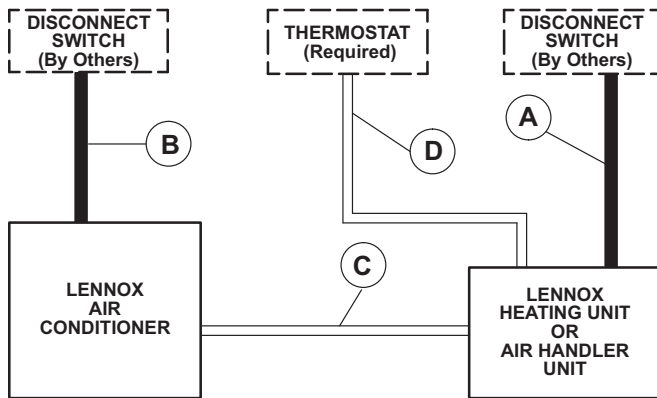 DISCONNECT
SWITCH
(By Others)
THERMOSTAT
(Required)
DISCONNECT
SWITCH
(By Others)
B
D
A
C
LENNOX
AIR
CONDITIONER
LENNOX
HEATING UNIT
OR
AIR HANDLER
UNIT